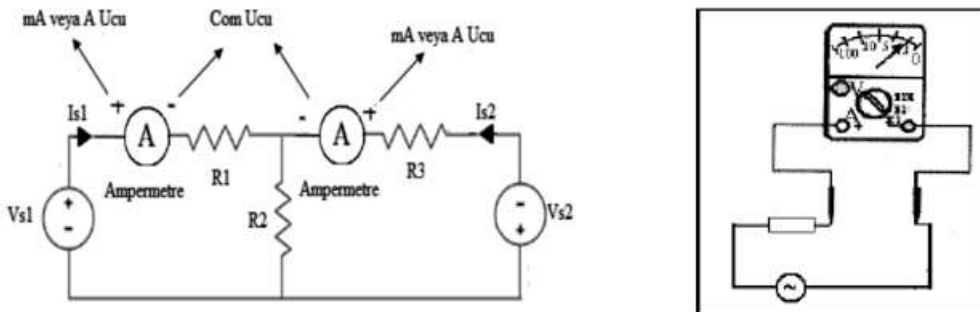 mA veya A Ucu
Com Ucu
mA veya A Ucu
Is1
+
-
-
+
Is2
A
A
R1
R3
Ampermetre
Ampermetre
Vs1
+
-
R2
-
+
Vs2
V
A
~